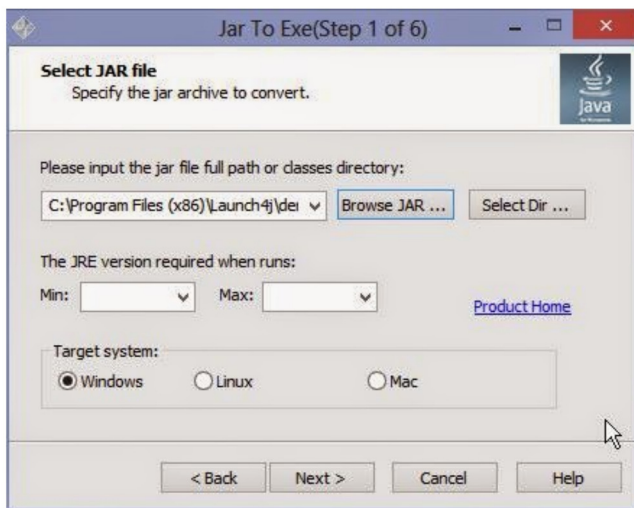 Jar To Exe(Step 1 of 6)
Select JAR file
Specify the jar archive to convert.
Java
Please input the jar file full path or classes directory:
C:\Program Files (x86)\Launch4j\der Browse JAR ... Select Dir ...
The JRE version required when runs:
Min: Max: Product Home
Target system:
Windows Linux Mac
< Back Next > Cancel Help